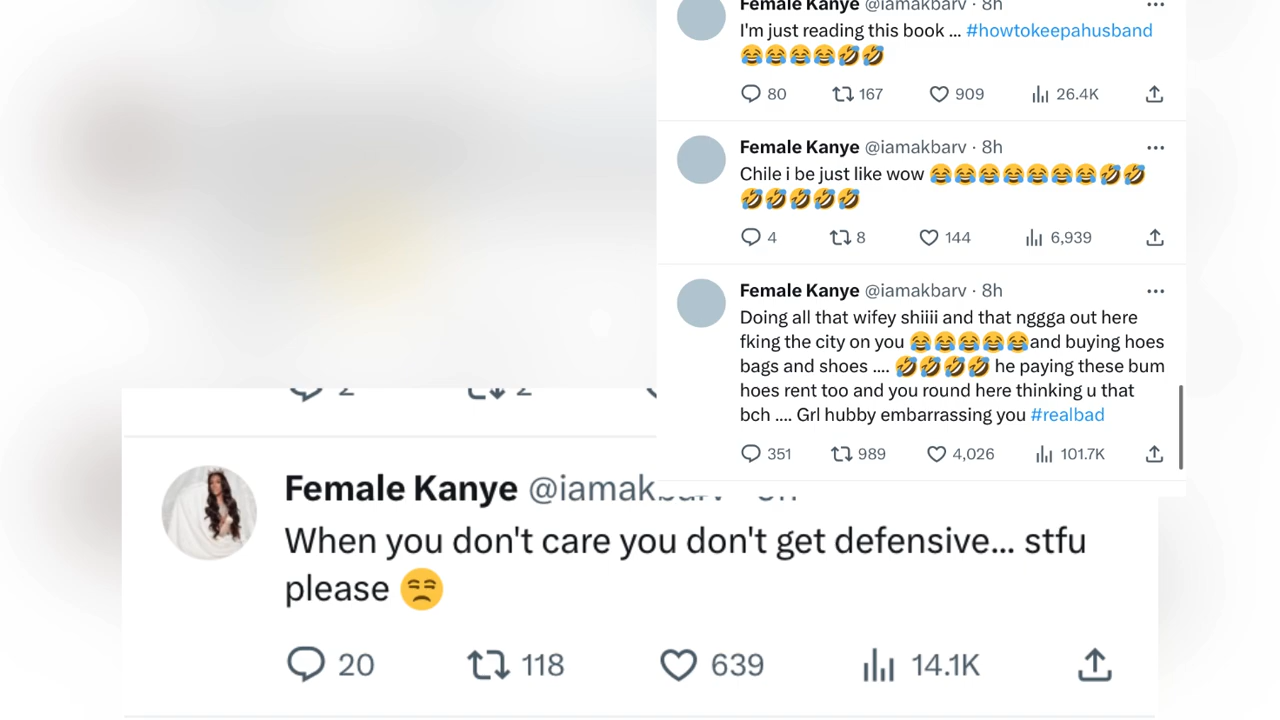 Female Kanye @iamakbarv · 8h
I'm just reading this book ... #howtokeepahusband
😂😂😂😂🤣🤣
80 167 909 26.4K
Female Kanye @iamakbarv · 8h
Chile i be just like wow 😂😂😂😂😂😂😂🤣🤣
🤣🤣🤣🤣🤣
4 8 144 6,939
Female Kanye @iamakbarv · 8h
Doing all that wifey shiiii and that nggga out here
fking the city on you 😂😂😂😂😂and buying hoes
bags and shoes .... 🤣🤣🤣🤣 he paying these bum
hoes rent too and you round here thinking u that
bch .... Grl hubby embarrassing you #realbad
351 989 4,026 101.7K
2 2
Female Kanye @iamak
When you don't care you don't get defensive... stfu
please 😒
20 118 639 14.1K